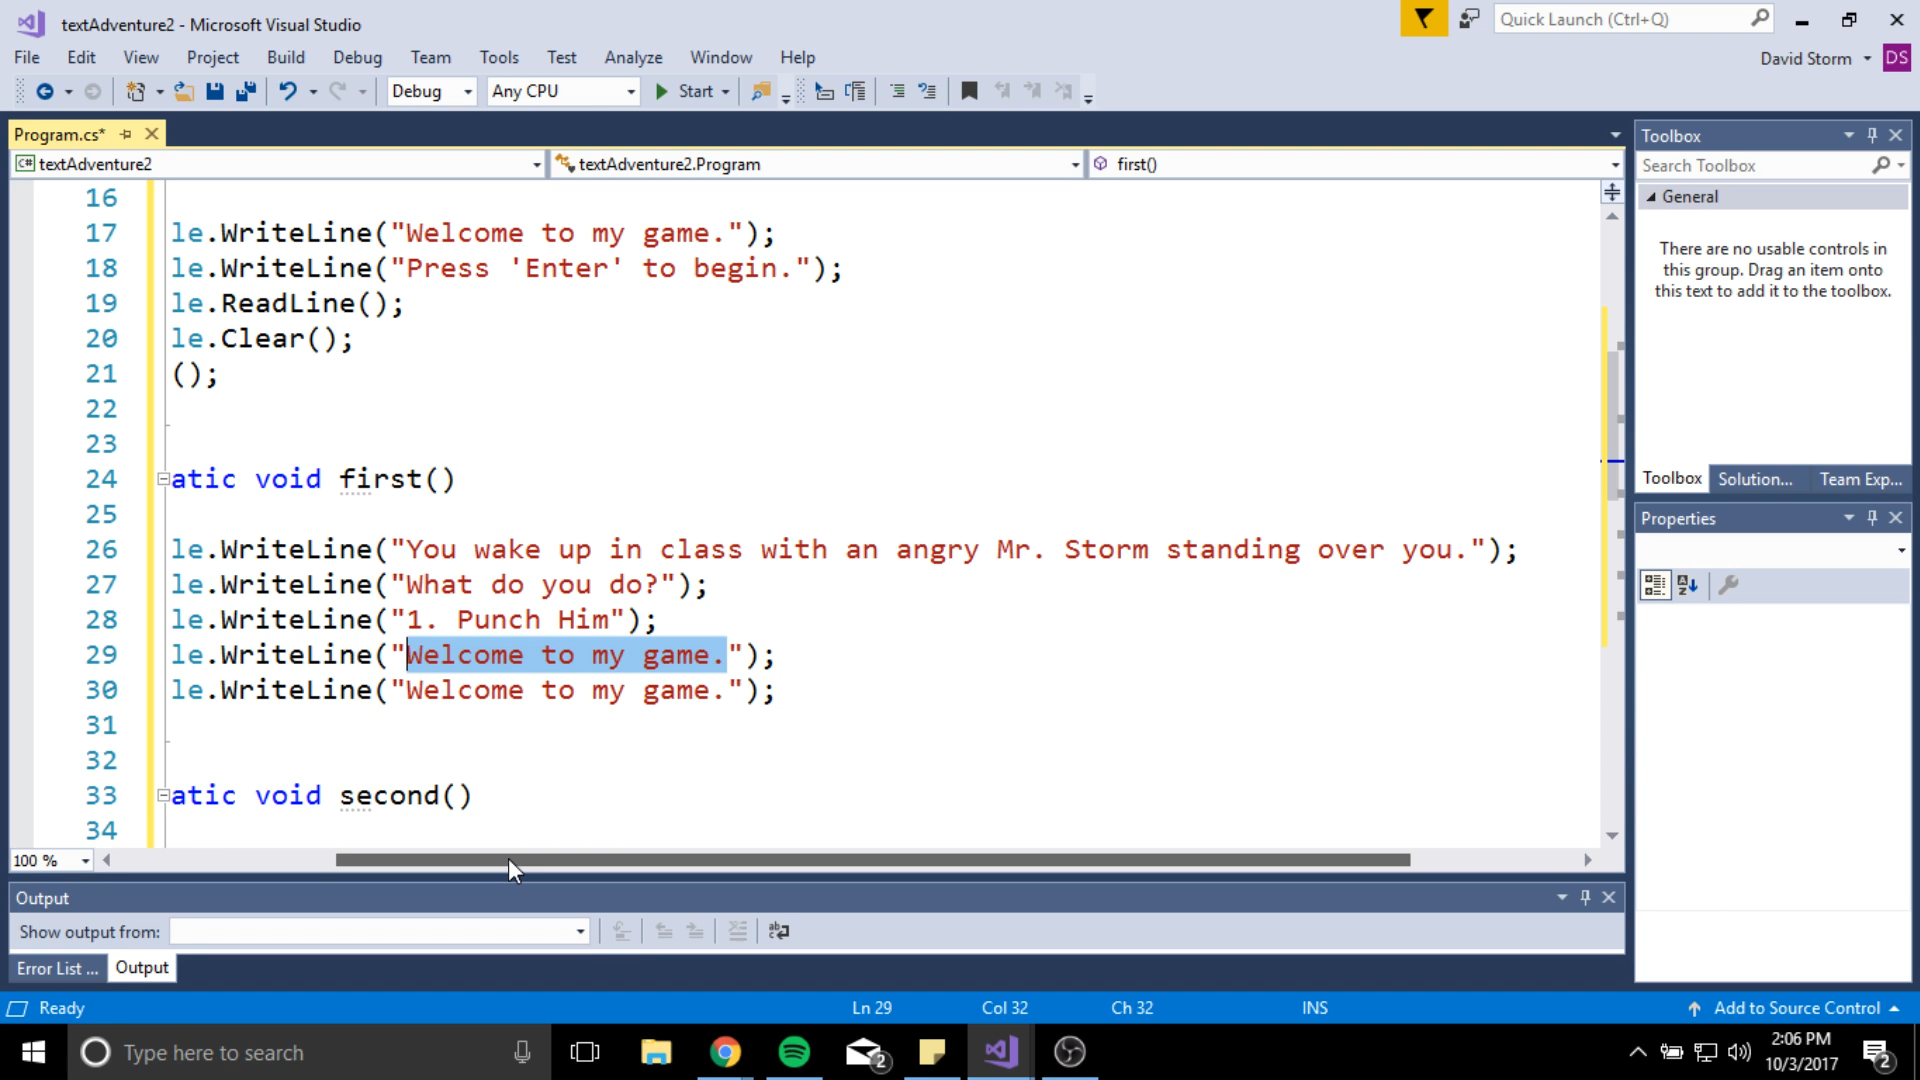 textAdventure2 - Microsoft Visual Studio
Quick Launch (Ctrl+Q)
File Edit View Project Build Debug Team Tools Test Analyze Window Help
David Storm DS
Debug Any CPU Start
Program.cs*
textAdventure2 textAdventure2.Program first()
16
17 le.WriteLine("Welcome to my game.");
18 le.WriteLine("Press 'Enter' to begin.");
19 le.ReadLine();
20 le.Clear();
21 ();
22
23
24 atic void first()
25
26 le.WriteLine("You wake up in class with an angry Mr. Storm standing over you.");
27 le.WriteLine("What do you do?");
28 le.WriteLine("1. Punch Him");
29 le.WriteLine("Welcome to my game.");
30 le.WriteLine("Welcome to my game.");
31
32
33 atic void second()
34
100 %
Toolbox
Search Toolbox
General
There are no usable controls in
this group. Drag an item onto
this text to add it to the toolbox.
Toolbox Solution... Team Exp...
Properties
Output
Show output from:
Error List ... Output
Ready Ln 29 Col 32 Ch 32 INS Add to Source Control
Type here to search
2
2:06 PM
10/3/2017
2